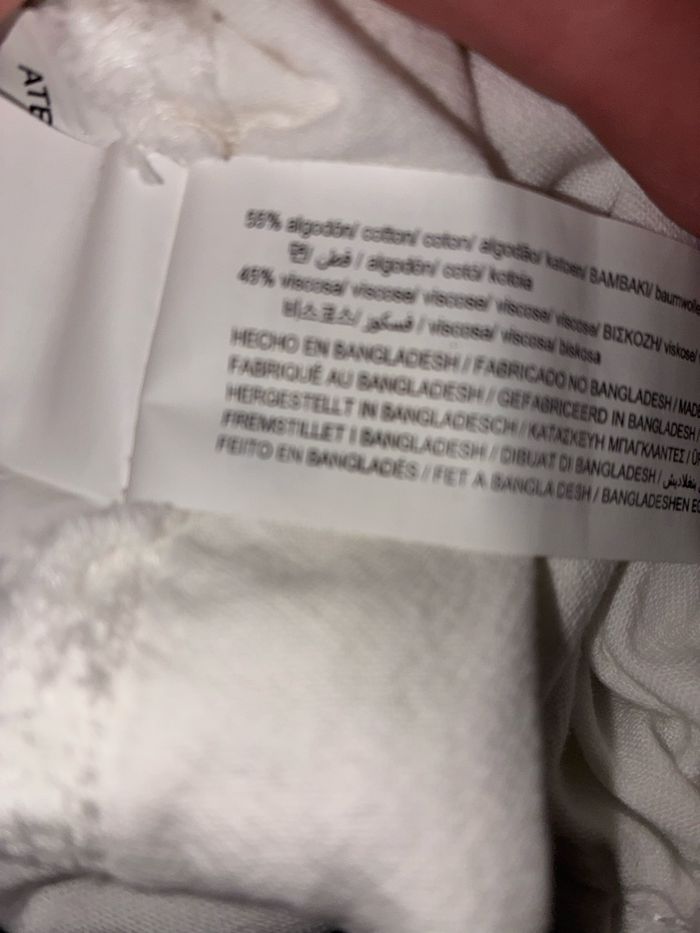 ATE
55% algodón/ cotton/ coton/ algodão/ katoen/ BAMBAKI/ baumwolle
면/ قطن / algodón/ cotó/ kotoia
45% viscosa/ viscose/ viscose/ viscose/ viscose/ ΒΙΣΚΟΖΗ/ viskose/
비스코스/ فسكوز / viscosa/ viscosa/ biskosa
HECHO EN BANGLADESH / FABRICADO NO BANGLADESH / MADE
FABRIQUÉ AU BANGLADESH / GEFABRICEERD IN BANGLADESH /
HERGESTELLT IN BANGLADESCH / ΚΑΤΑΣΚΕΥΗ ΜΠΑΓΚΛΑΝΤΕΣ /
FREMSTILLET I BANGLADESH / DIBUAT DI BANGLADESH / بنغلاديش
FEITO EN BANGLADÉS / FET A BANGLA DESH / BANGLADESHEN